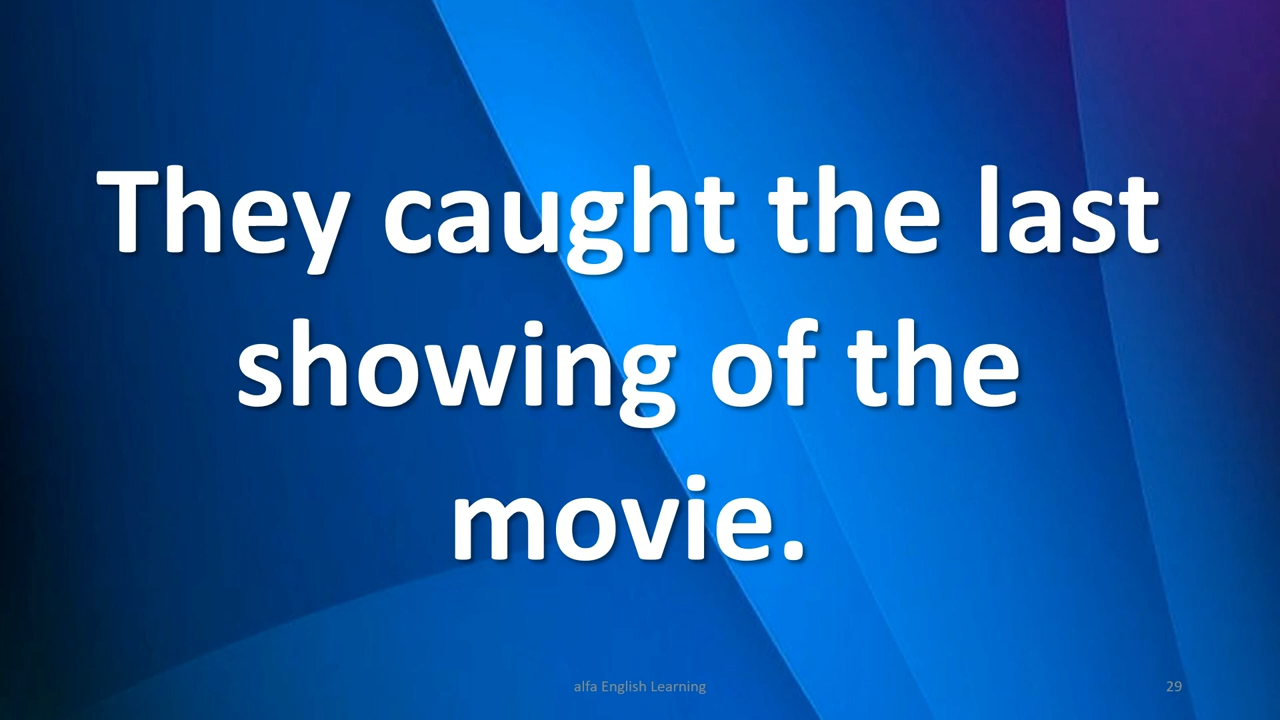 They caught the last
showing of the
movie.
alfa English Learning
29